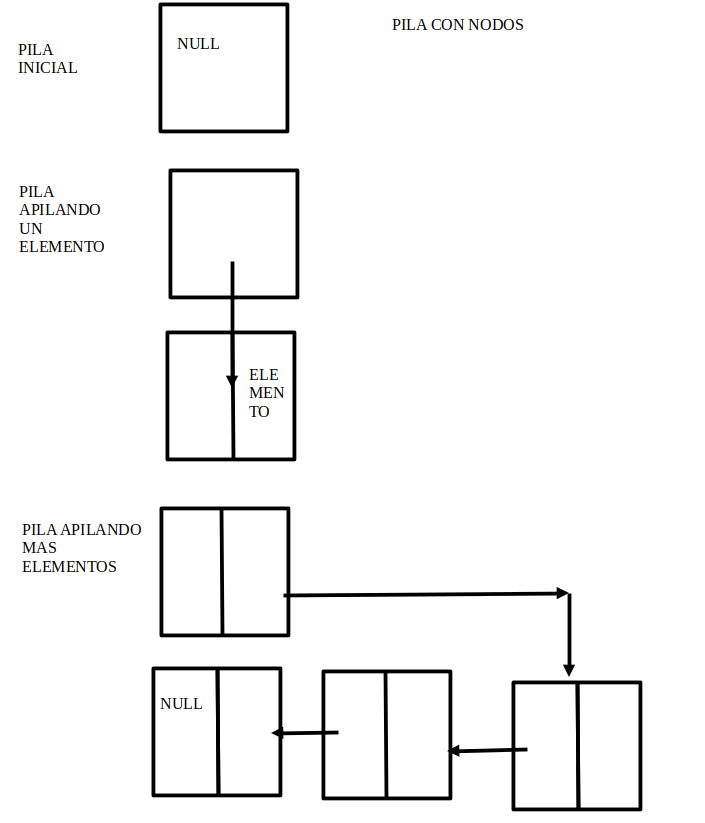 PILA CON NODOS
PILA
INICIAL
NULL
PILA
APILANDO
UN
ELEMENTO
ELE
MEN
TO
PILA APILANDO
MAS
ELEMENTOS
NULL